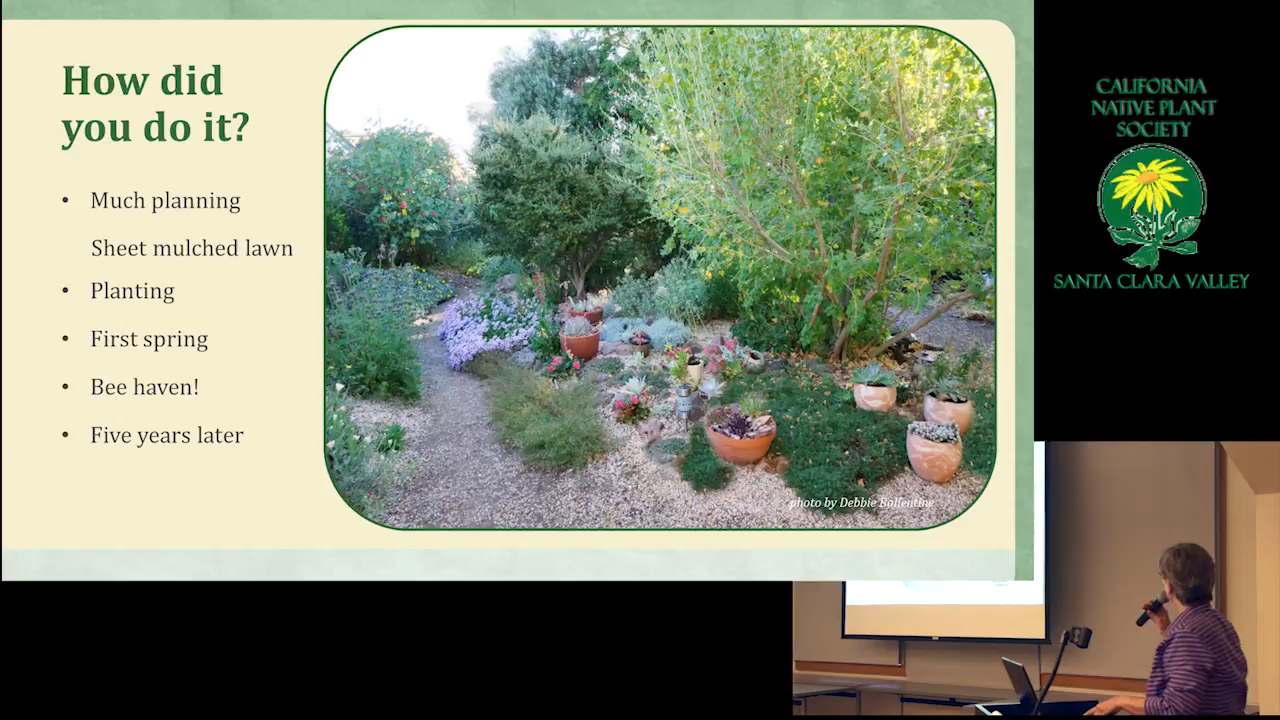 How did
you do it?
• Much planning
Sheet mulched lawn
• Planting
• First spring
• Bee haven!
• Five years later
photo by Debbie Ballentine
CALIFORNIA
NATIVE PLANT
SOCIETY
SANTA CLARA VALLEY